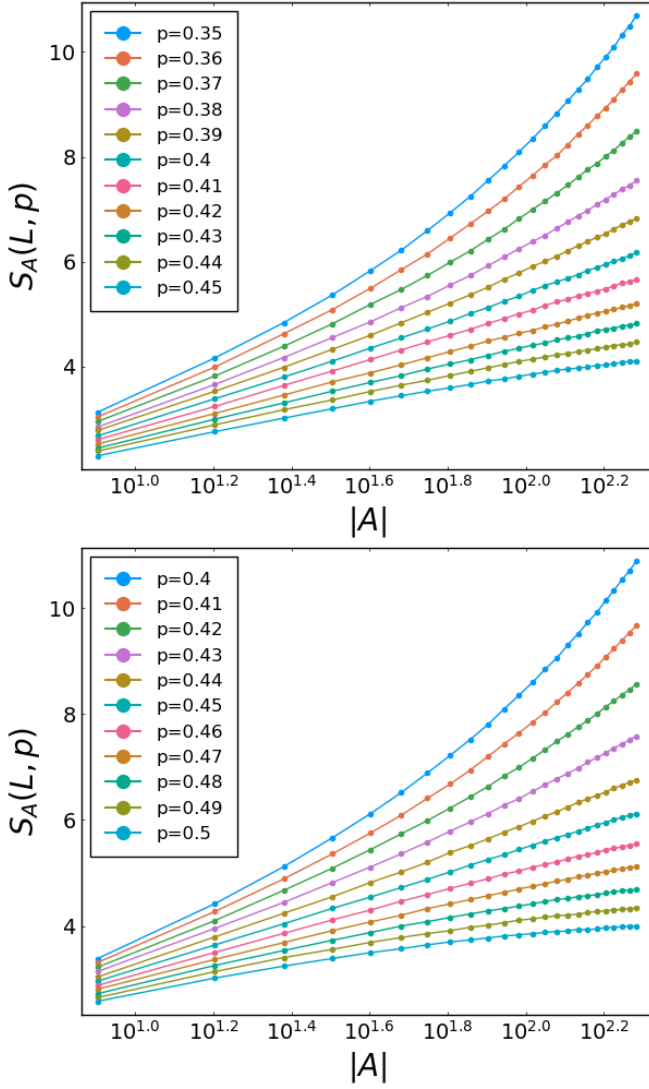 10
8
6
4
S_A(L, p)
p=0.35
p=0.36
p=0.37
p=0.38
p=0.39
p=0.4
p=0.41
p=0.42
p=0.43
p=0.44
p=0.45
10^1.0 10^1.2 10^1.4 10^1.6 10^1.8 10^2.0 10^2.2
|A|
10
8
6
4
S_A(L, p)
p=0.4
p=0.41
p=0.42
p=0.43
p=0.44
p=0.45
p=0.46
p=0.47
p=0.48
p=0.49
p=0.5
10^1.0 10^1.2 10^1.4 10^1.6 10^1.8 10^2.0 10^2.2
|A|